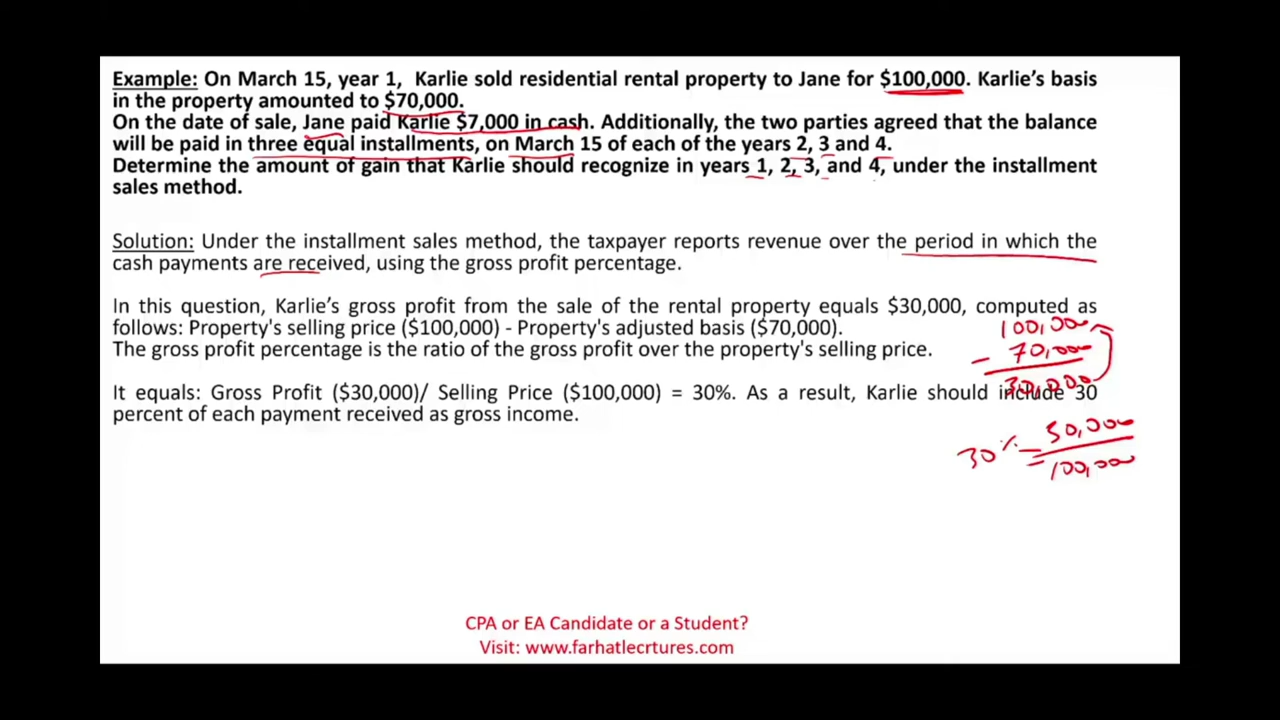 Example: On March 15, year 1, Karlie sold residential rental property to Jane for $100,000. Karlie's basis
in the property amounted to $70,000.
On the date of sale, Jane paid Karlie $7,000 in cash. Additionally, the two parties agreed that the balance
will be paid in three equal installments, on March 15 of each of the years 2, 3 and 4.
Determine the amount of gain that Karlie should recognize in years 1, 2, 3, and 4, under the installment
sales method.
Solution: Under the installment sales method, the taxpayer reports revenue over the period in which the
cash payments are received, using the gross profit percentage.
In this question, Karlie's gross profit from the sale of the rental property equals $30,000, computed as
follows: Property's selling price ($100,000) - Property's adjusted basis ($70,000).
The gross profit percentage is the ratio of the gross profit over the property's selling price.
It equals: Gross Profit ($30,000)/ Selling Price ($100,000) = 30%. As a result, Karlie should include 30
percent of each payment received as gross income.
100,000
- 70,000
30,000
30% = 30,000
100,000
CPA or EA Candidate or a Student?
Visit: www.farhatlecrtures.com